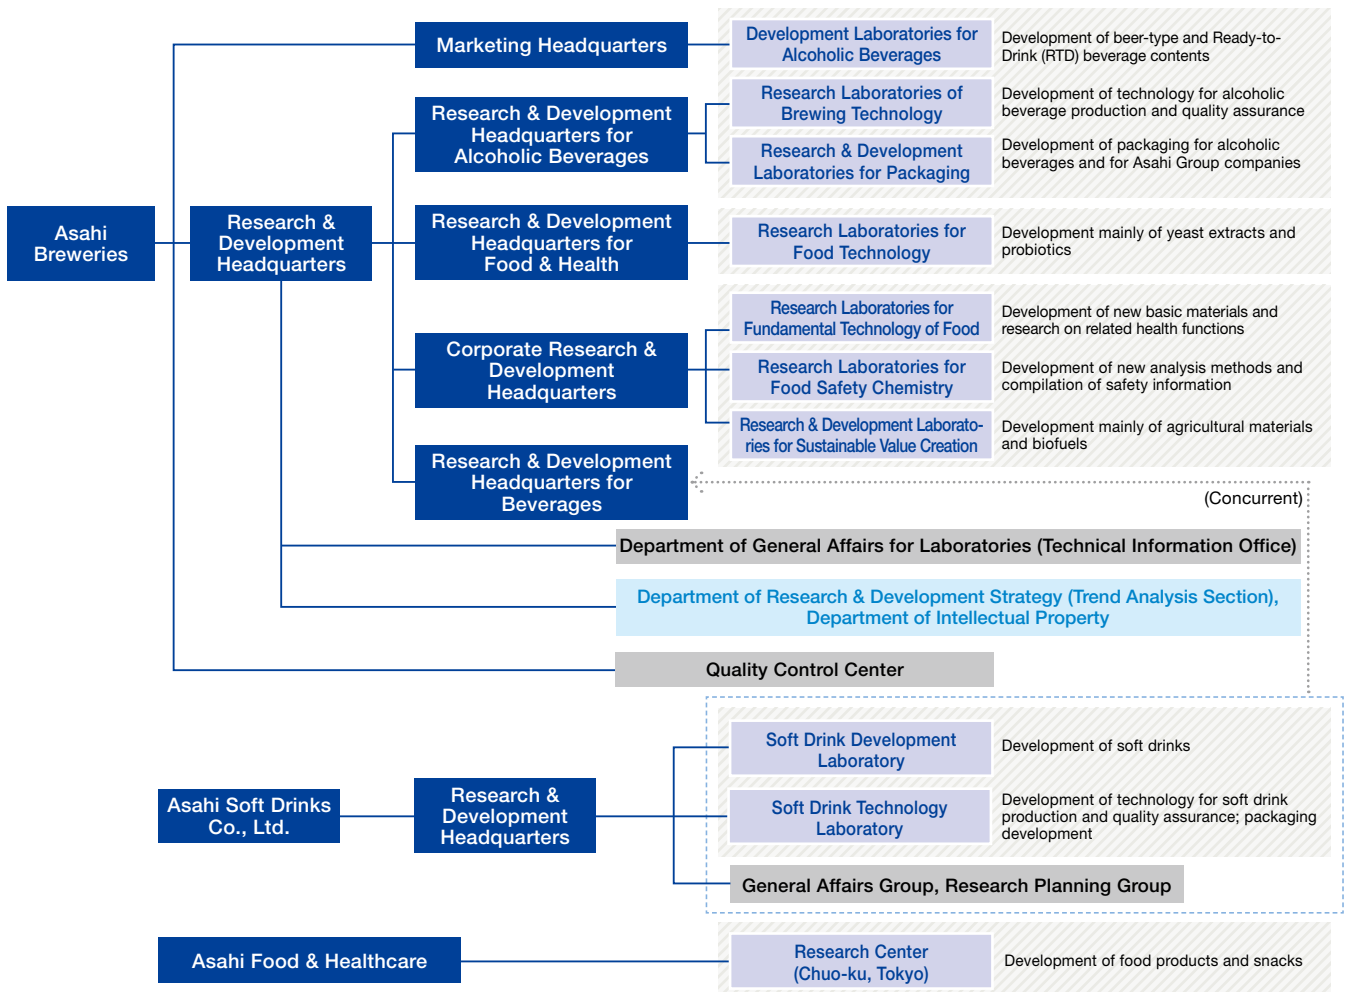 Marketing Headquarters
Development Laboratories for
Alcoholic Beverages
Development of beer-type and Ready-to-
Drink (RTD) beverage contents
Research & Development
Headquarters for
Alcoholic Beverages
Research Laboratories of
Brewing Technology
Development of technology for alcoholic
beverage production and quality assurance
Research & Development
Laboratories for Packaging
Development of packaging for alcoholic
beverages and for Asahi Group companies
Asahi
Breweries
Research &
Development
Headquarters
Research & Development
Headquarters for
Food & Health
Research Laboratories for
Food Technology
Development mainly of yeast extracts and
probiotics
Corporate Research &
Development
Headquarters
Research Laboratories for
Fundamental Technology of Food
Development of new basic materials and
research on related health functions
Research Laboratories for
Food Safety Chemistry
Development of new analysis methods and
compilation of safety information
Research & Development Laborato-
ries for Sustainable Value Creation
Development mainly of agricultural materials
and biofuels
Research & Development
Headquarters for
Beverages
(Concurrent)
Department of General Affairs for Laboratories (Technical Information Office)
Department of Research & Development Strategy (Trend Analysis Section),
Department of Intellectual Property
Quality Control Center
Asahi Soft Drinks
Co., Ltd.
Research &
Development
Headquarters
Soft Drink Development
Laboratory
Development of soft drinks
Soft Drink Technology
Laboratory
Development of technology for soft drink
production and quality assurance; packaging
development
General Affairs Group, Research Planning Group
Asahi Food & Healthcare
Research Center
(Chuo-ku, Tokyo)
Development of food products and snacks